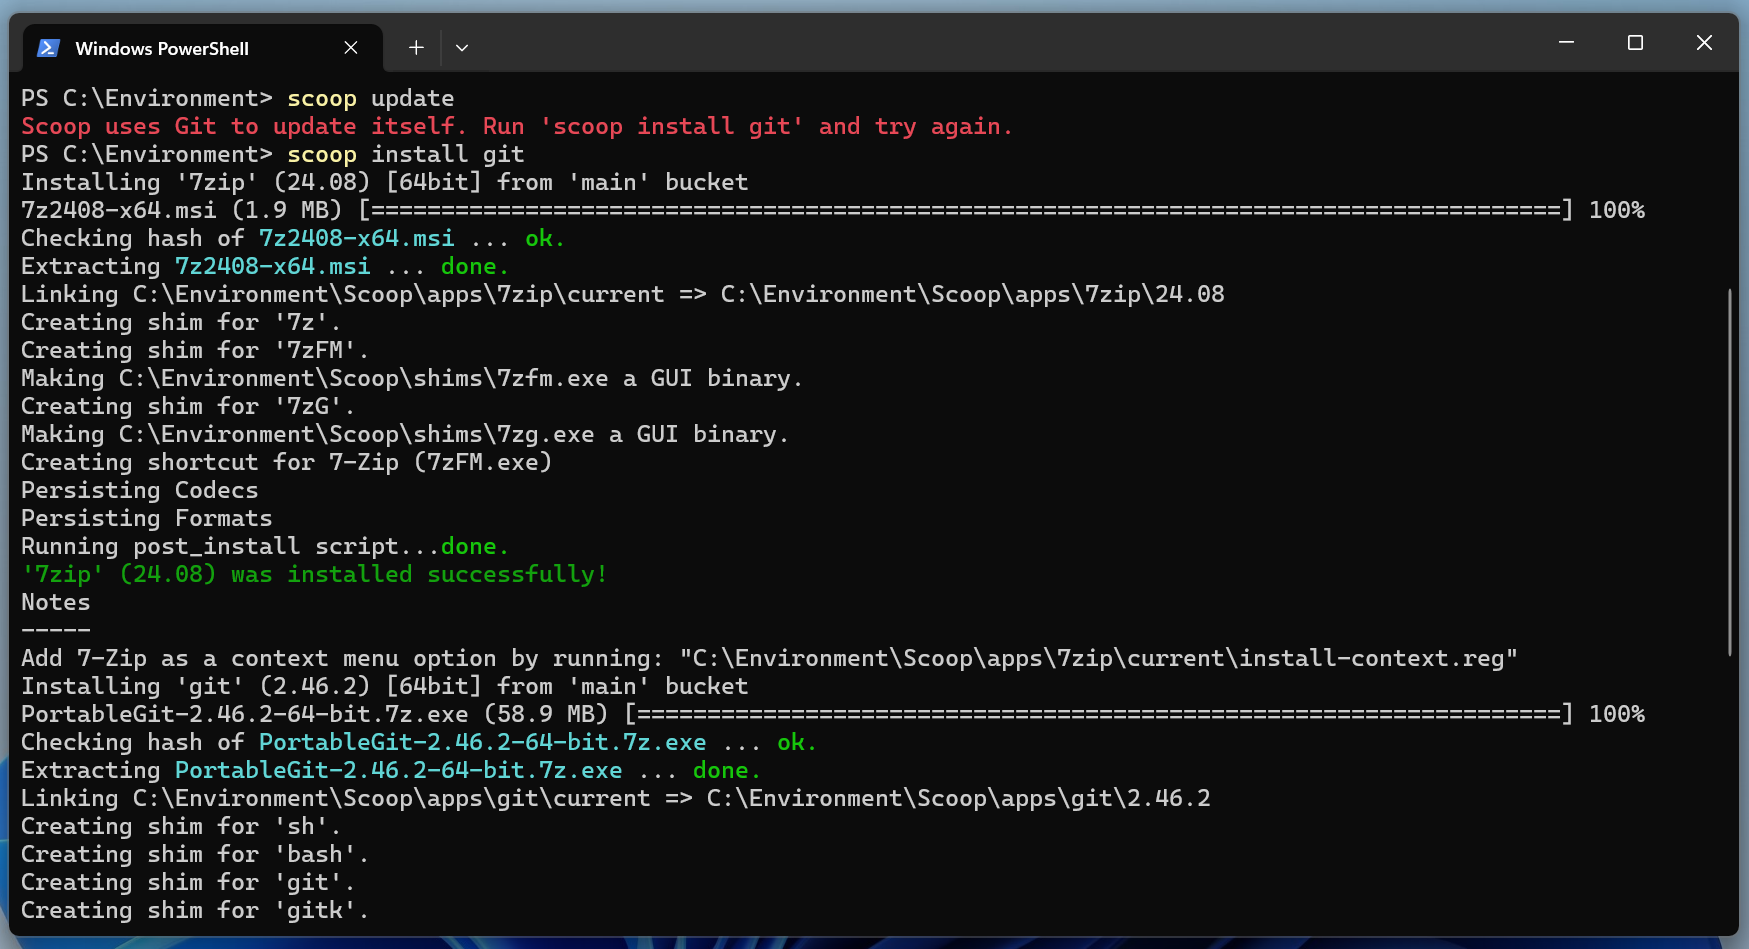 Windows PowerShell
PS C:\Environment> scoop update
Scoop uses Git to update itself. Run 'scoop install git' and try again.
PS C:\Environment> scoop install git
Installing '7zip' (24.08) [64bit] from 'main' bucket
7z2408-x64.msi (1.9 MB) [=====================================================================================] 100%
Checking hash of 7z2408-x64.msi ... ok.
Extracting 7z2408-x64.msi ... done.
Linking C:\Environment\Scoop\apps\7zip\current => C:\Environment\Scoop\apps\7zip\24.08
Creating shim for '7z'.
Creating shim for '7zFM'.
Making C:\Environment\Scoop\shims\7zfm.exe a GUI binary.
Creating shim for '7zG'.
Making C:\Environment\Scoop\shims\7zg.exe a GUI binary.
Creating shortcut for 7-Zip (7zFM.exe)
Persisting Codecs
Persisting Formats
Running post_install script...done.
'7zip' (24.08) was installed successfully!
Notes
-----
Add 7-Zip as a context menu option by running: "C:\Environment\Scoop\apps\7zip\current\install-context.reg"
Installing 'git' (2.46.2) [64bit] from 'main' bucket
PortableGit-2.46.2-64-bit.7z.exe (58.9 MB) [==================================================================] 100%
Checking hash of PortableGit-2.46.2-64-bit.7z.exe ... ok.
Extracting PortableGit-2.46.2-64-bit.7z.exe ... done.
Linking C:\Environment\Scoop\apps\git\current => C:\Environment\Scoop\apps\git\2.46.2
Creating shim for 'sh'.
Creating shim for 'bash'.
Creating shim for 'git'.
Creating shim for 'gitk'.